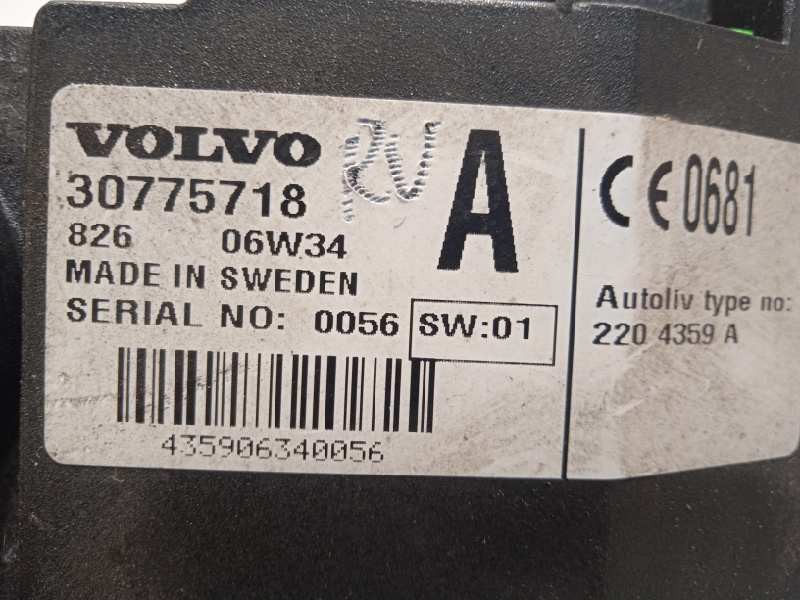 VOLVO
30775718
A
826 06W34
MADE IN SWEDEN
SERIAL NO: 0056 SW:01
435906340056
CE 0681
Autoliv type no:
220 4359 A